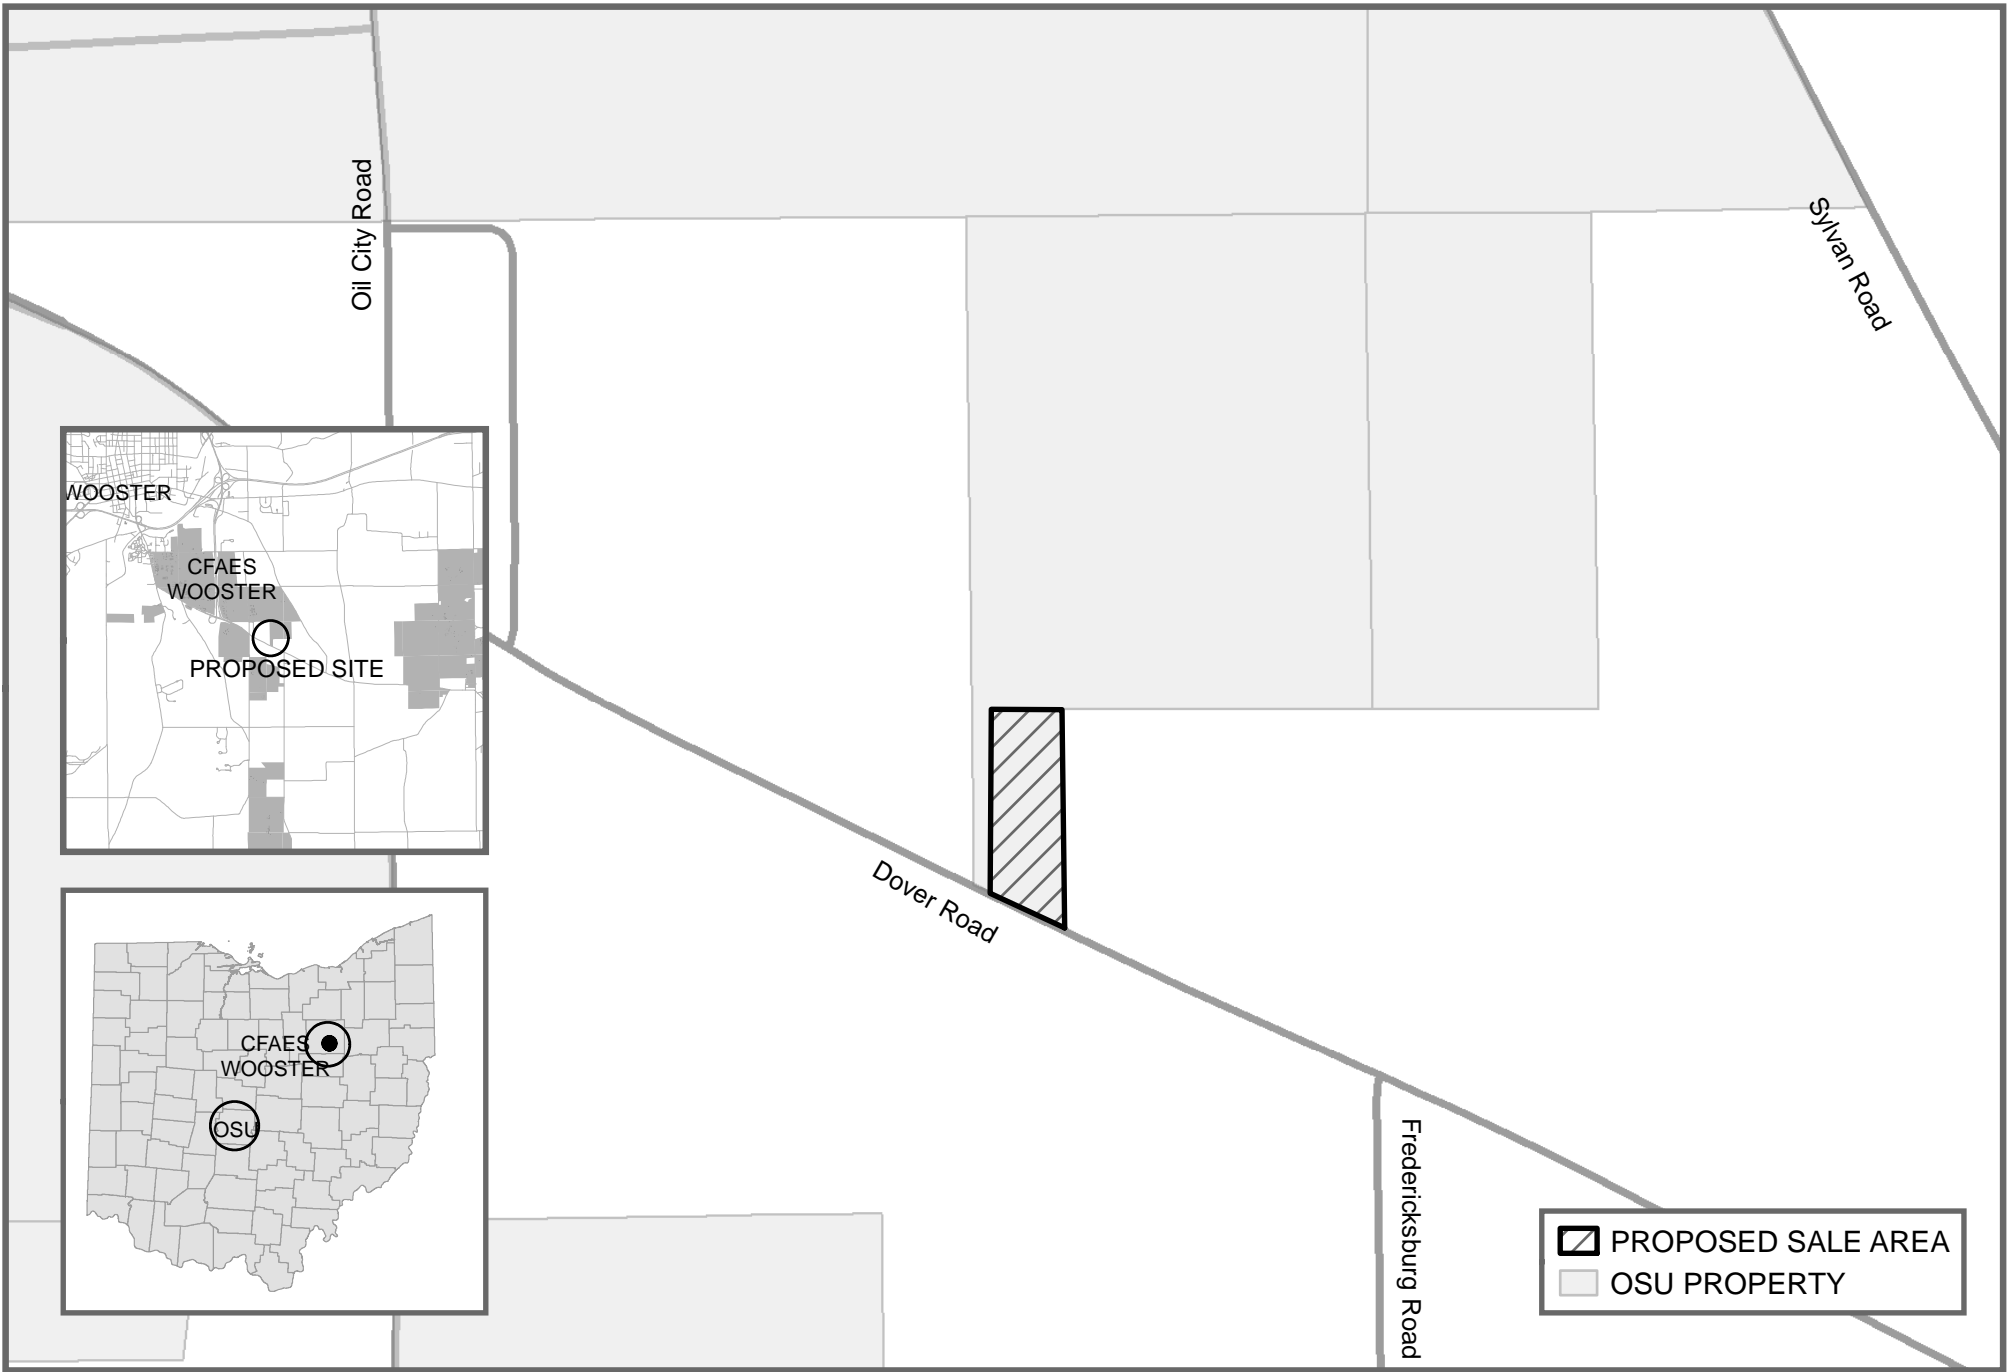 Oil City Road
Sylvan Road
WOOSTER
CFAES
WOOSTER
PROPOSED SITE
Dover Road
CFAES
WOOSTER
OSU
Fredericksburg Road
PROPOSED SALE AREA
OSU PROPERTY